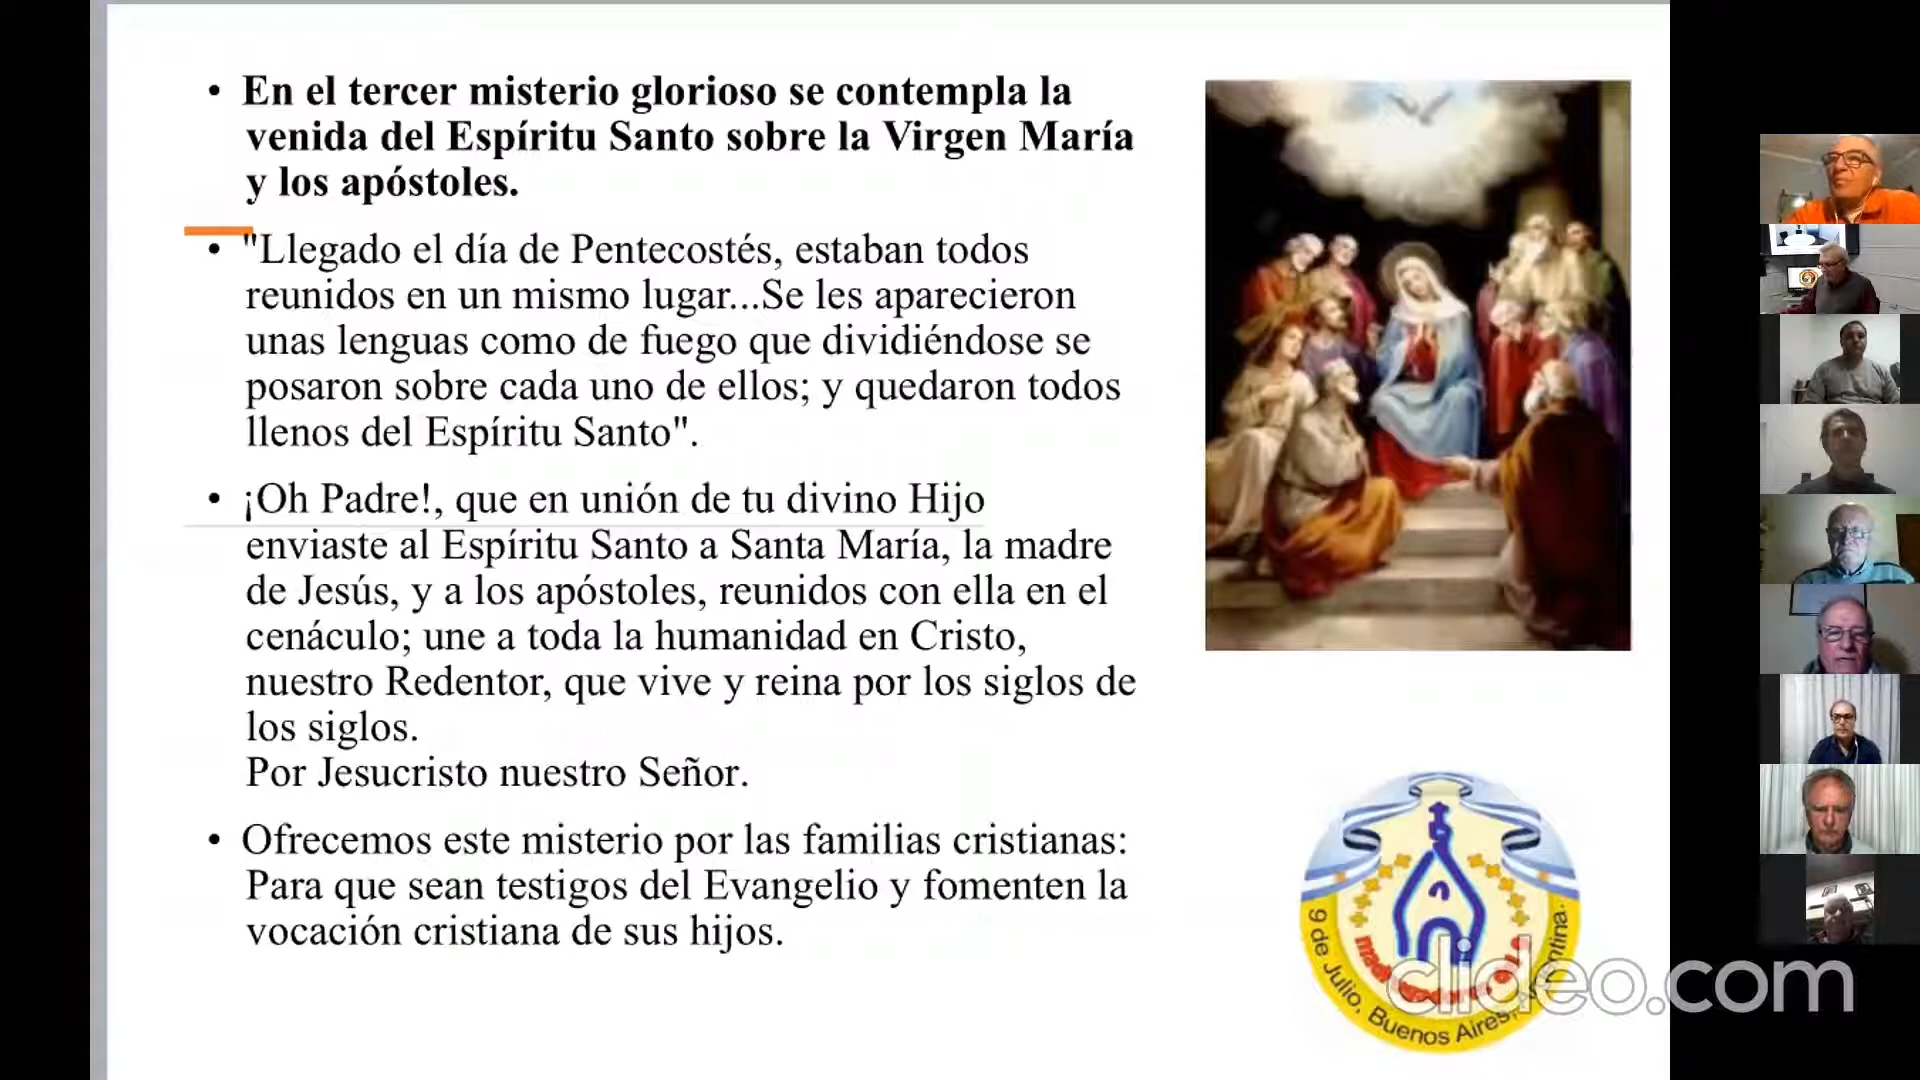 • En el tercer misterio glorioso se contempla la
venida del Espíritu Santo sobre la Virgen María
y los apóstoles.
• "Llegado el día de Pentecostés, estaban todos
reunidos en un mismo lugar...Se les aparecieron
unas lenguas como de fuego que dividiéndose se
posaron sobre cada uno de ellos; y quedaron todos
llenos del Espíritu Santo".
• ¡Oh Padre!, que en unión de tu divino Hijo
enviaste al Espíritu Santo a Santa María, la madre
de Jesús, y a los apóstoles, reunidos con ella en el
cenáculo; une a toda la humanidad en Cristo,
nuestro Redentor, que vive y reina por los siglos de
los siglos.
Por Jesucristo nuestro Señor.
• Ofrecemos este misterio por las familias cristianas:
Para que sean testigos del Evangelio y fomenten la
vocación cristiana de sus hijos.
9 de Julio, Buenos Aires, Argentina.
clideo.com